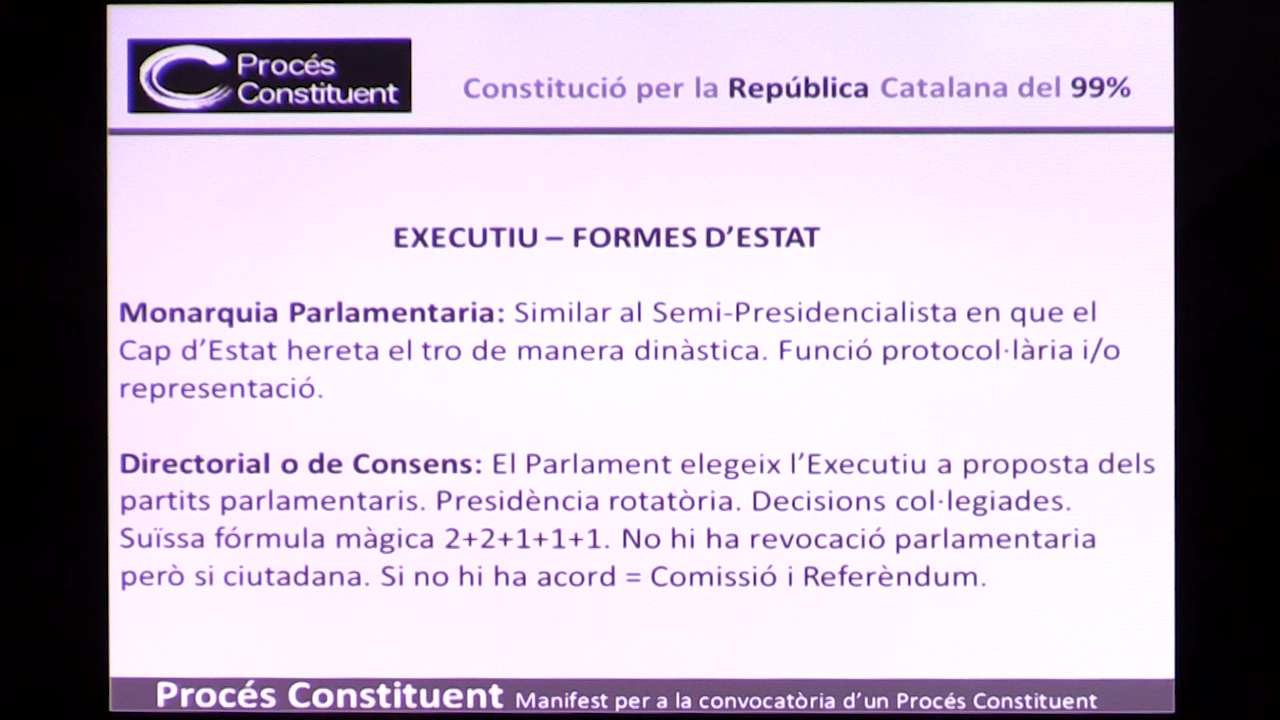 Procés
Constituent
Constitució per la República Catalana del 99%
EXECUTIU – FORMES D'ESTAT
Monarquia Parlamentaria: Similar al Semi-Presidencialista en que el
Cap d'Estat hereta el tro de manera dinàstica. Funció protocol·lària i/o
representació.
Directorial o de Consens: El Parlament elegeix l'Executiu a proposta dels
partits parlamentaris. Presidència rotatòria. Decisions col·legiades.
Suïssa fórmula màgica 2+2+1+1+1. No hi ha revocació parlamentaria
però si ciutadana. Si no hi ha acord = Comissió i Referèndum.
Procés Constituent Manifest per a la convocatòria d'un Procés Constituent